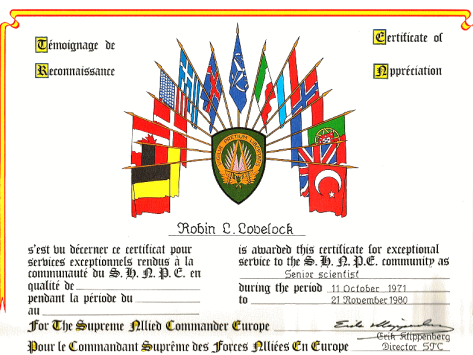 Témoignage de
Reconnaissance
Certificate of
Appréciation
Robin L. Lovelock
s'est vu décerner ce certificat pour
services exceptionnels rendus à la
communauté du S. H. A. P. E. en
qualité de
pendant la période du
au
is awarded this certificate for exceptional
service to the S. H. A. P.E. community as
Senior scientist
during the period 11 October 1971
to 21 November 1980
For The Supreme Allied Commander Europe
Pour le Commandant Suprême des Forces Alliées En Europe
Erik Klippenberg
Director STC